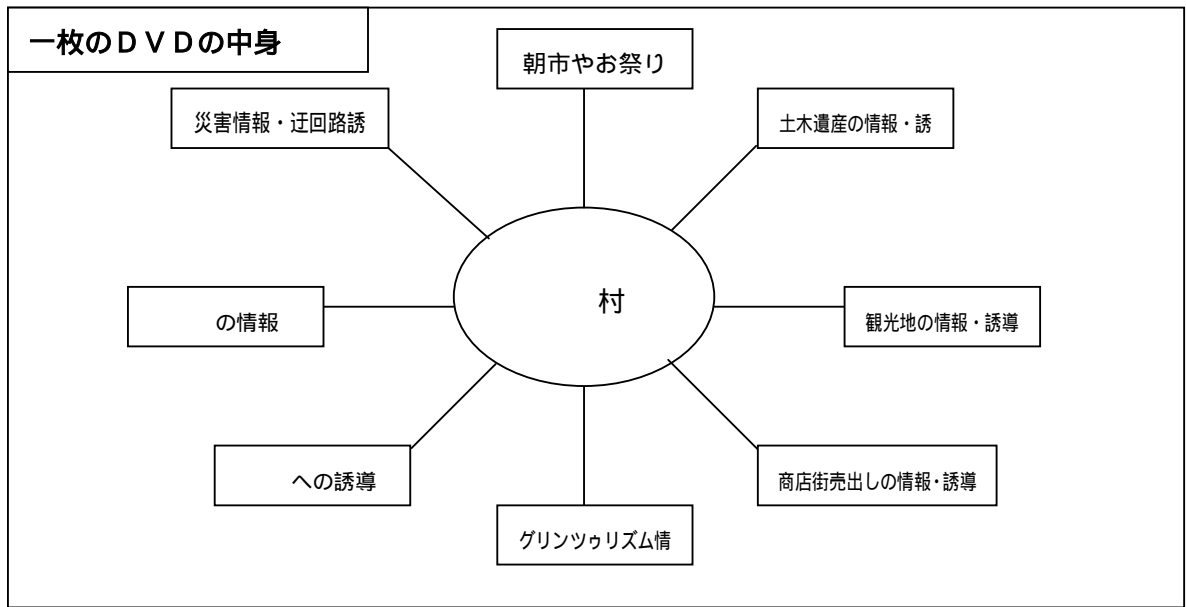 一枚のＤＶＤの中身
朝市やお祭り
災害情報・迂回路誘
土木遺産の情報・誘
村
の情報
観光地の情報・誘導
への誘導
商店街売出しの情報・誘導
グリンツゥリズム情